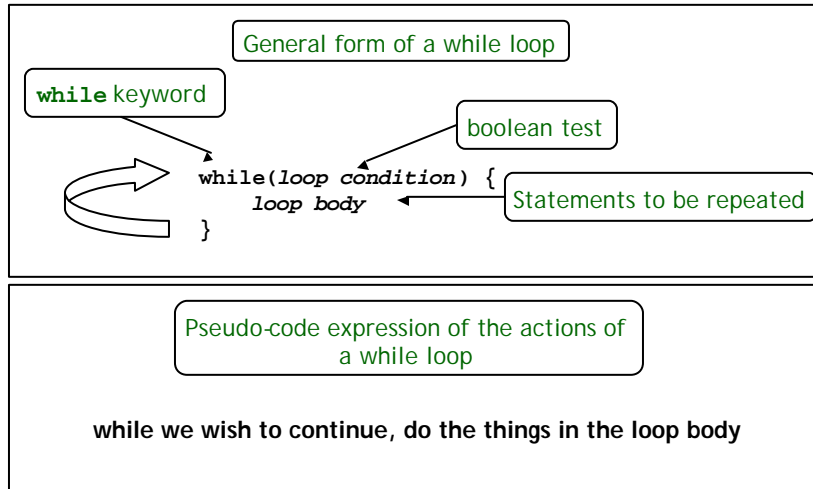 General form of a while loop
while keyword
boolean test
while(loop condition) {
loop body
Statements to be repeated
}
Pseudo-code expression of the actions of
a while loop
while we wish to continue, do the things in the loop body